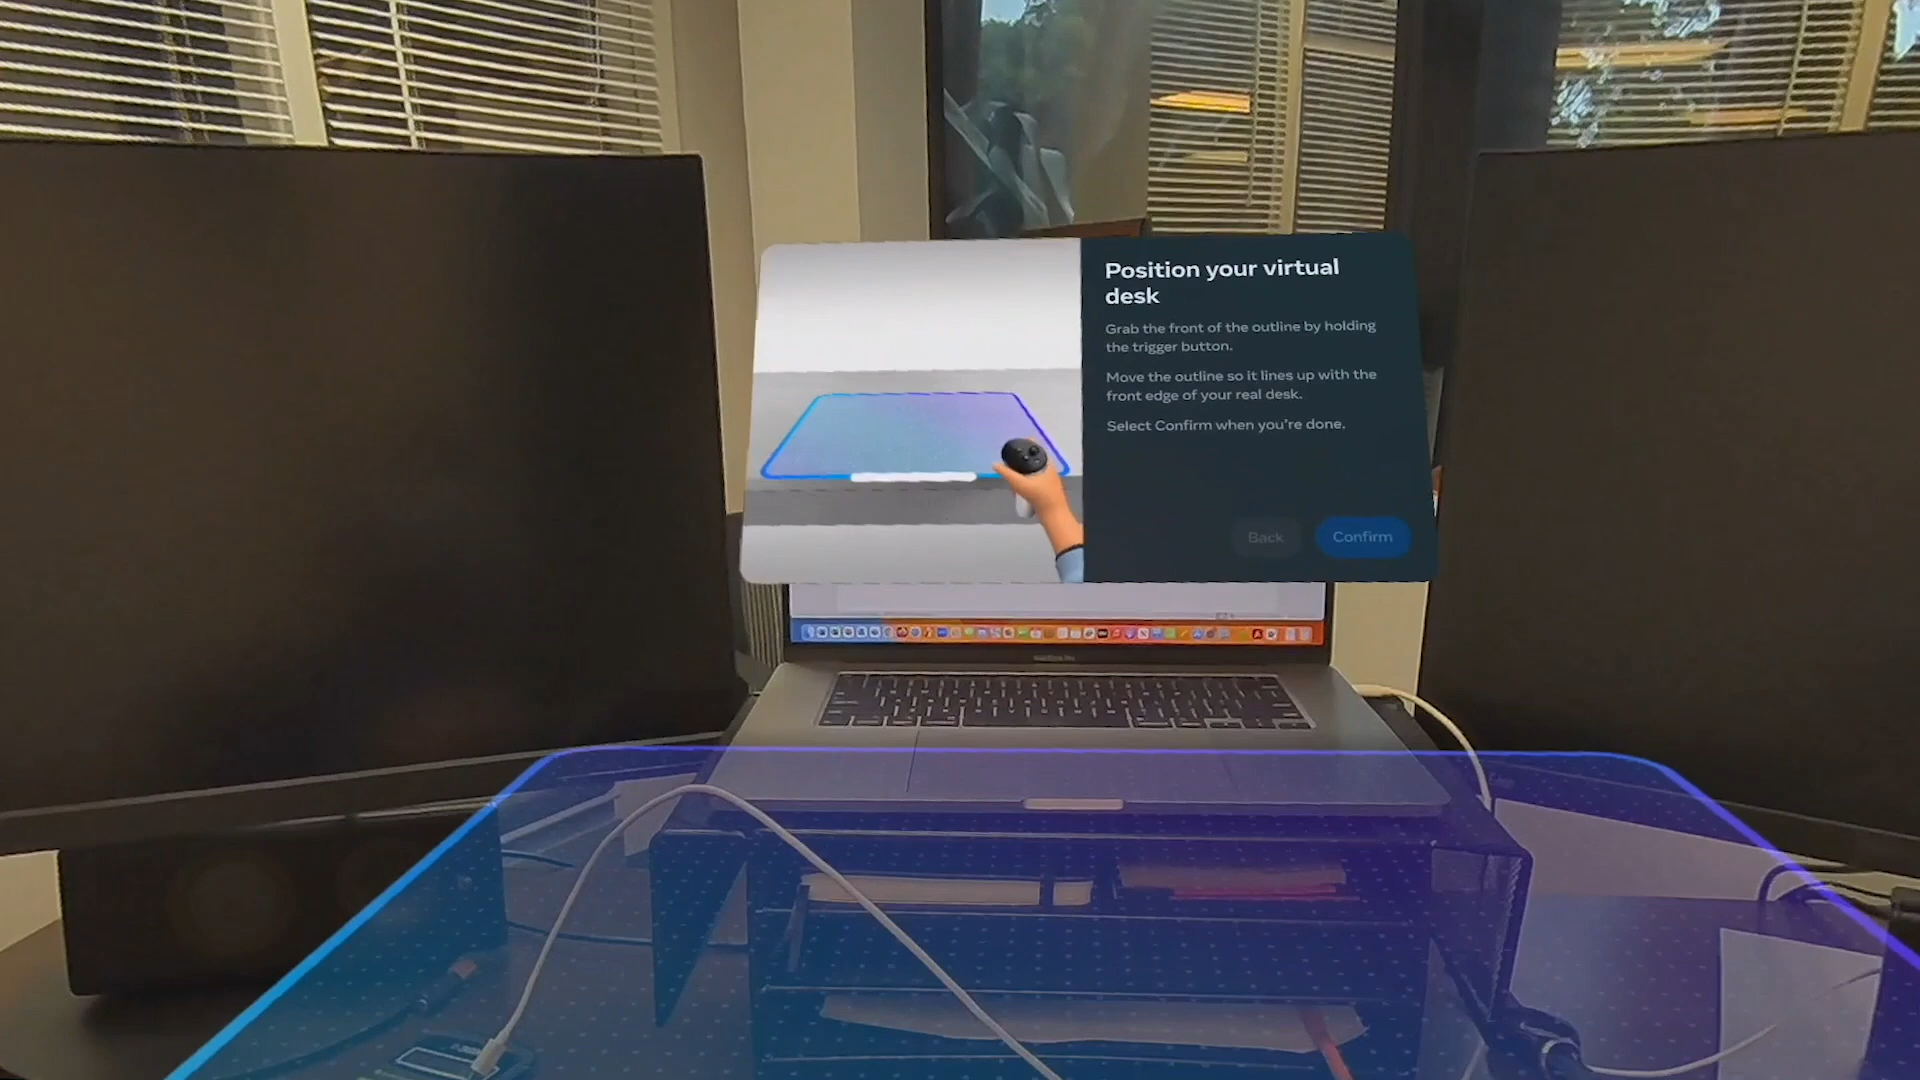 Position your virtual
desk
Grab the front of the outline by holding
the trigger button.
Move the outline so it lines up with the
front edge of your real desk.
Select Confirm when you're done.
Back
Confirm